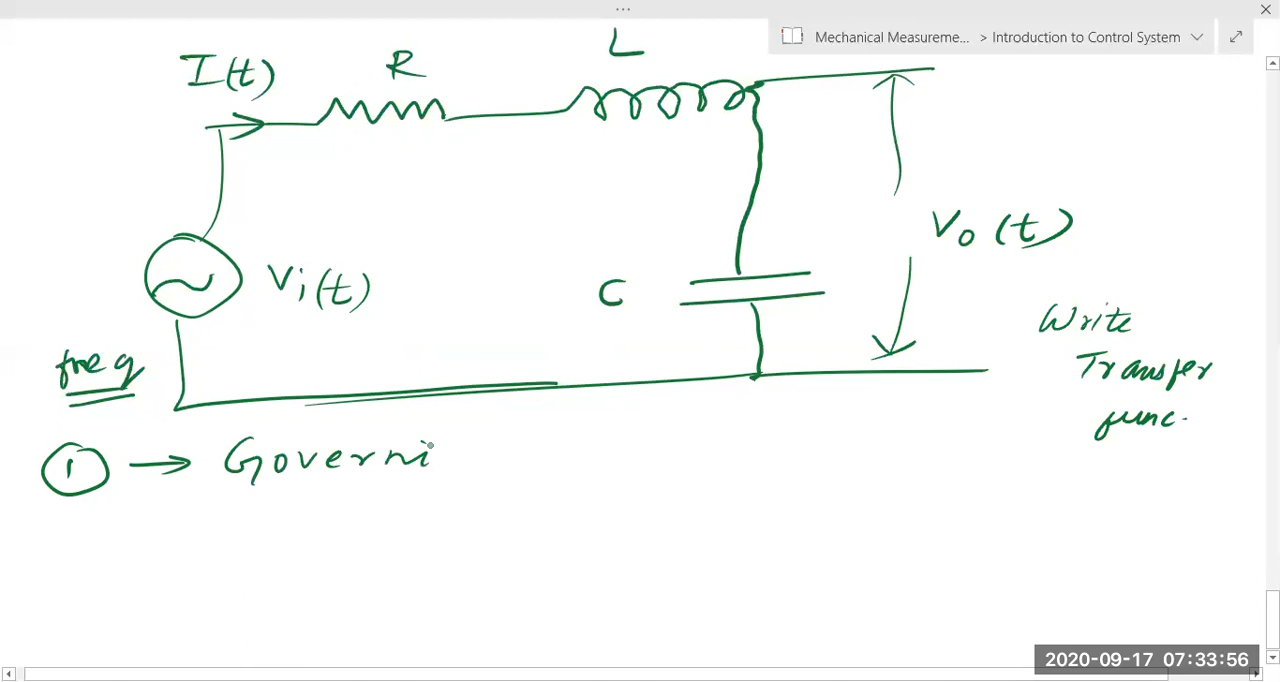 Mechanical Measureme... > Introduction to Control System
L
I(t)
R
Vo (t)
Vi(t)
C
Write
Transfer
func.
freq
1 → Governi
2020-09-17 07:33:56